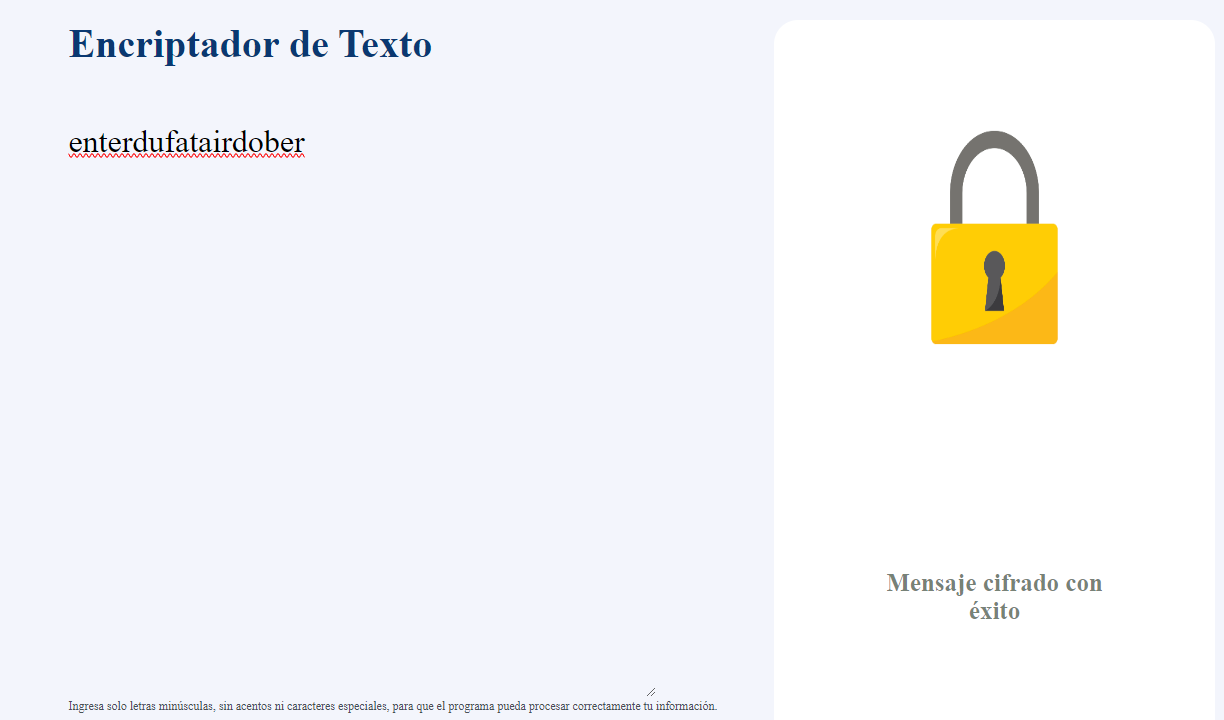 Encriptador de Texto
enterdufatairdober
Ingresa solo letras minúsculas, sin acentos ni caracteres especiales, para que el programa pueda procesar correctamente tu información.
Mensaje cifrado con
éxito